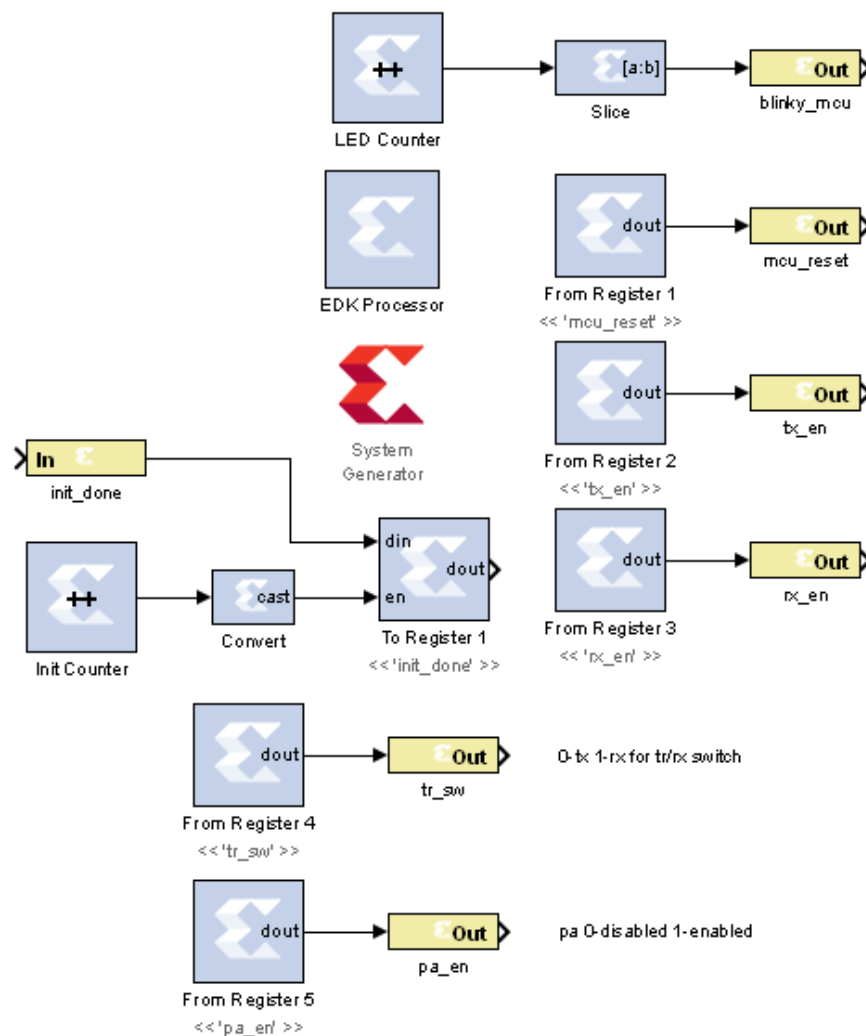 [a:b]
Out
LED Counter
Slice
blinky_mcu
dout
Out
EDK Processor
From Register 1
mcu_reset
<< 'mcu_reset' >>
dout
Out
System
Generator
From Register 2
tx_en
<< 'tx_en' >>
In
init_done
din
dout
en
dout
Out
cast
Init Counter
Convert
To Register 1
<< 'init_done' >>
From Register 3
rx_en
<< 'rx_en' >>
dout
Out
0-tx 1-rx for tr/rx switch
From Register 4
tr_sw
<< 'tr_sw' >>
dout
Out
pa 0-disabled 1-enabled
From Register 5
pa_en
<< 'pa_en' >>